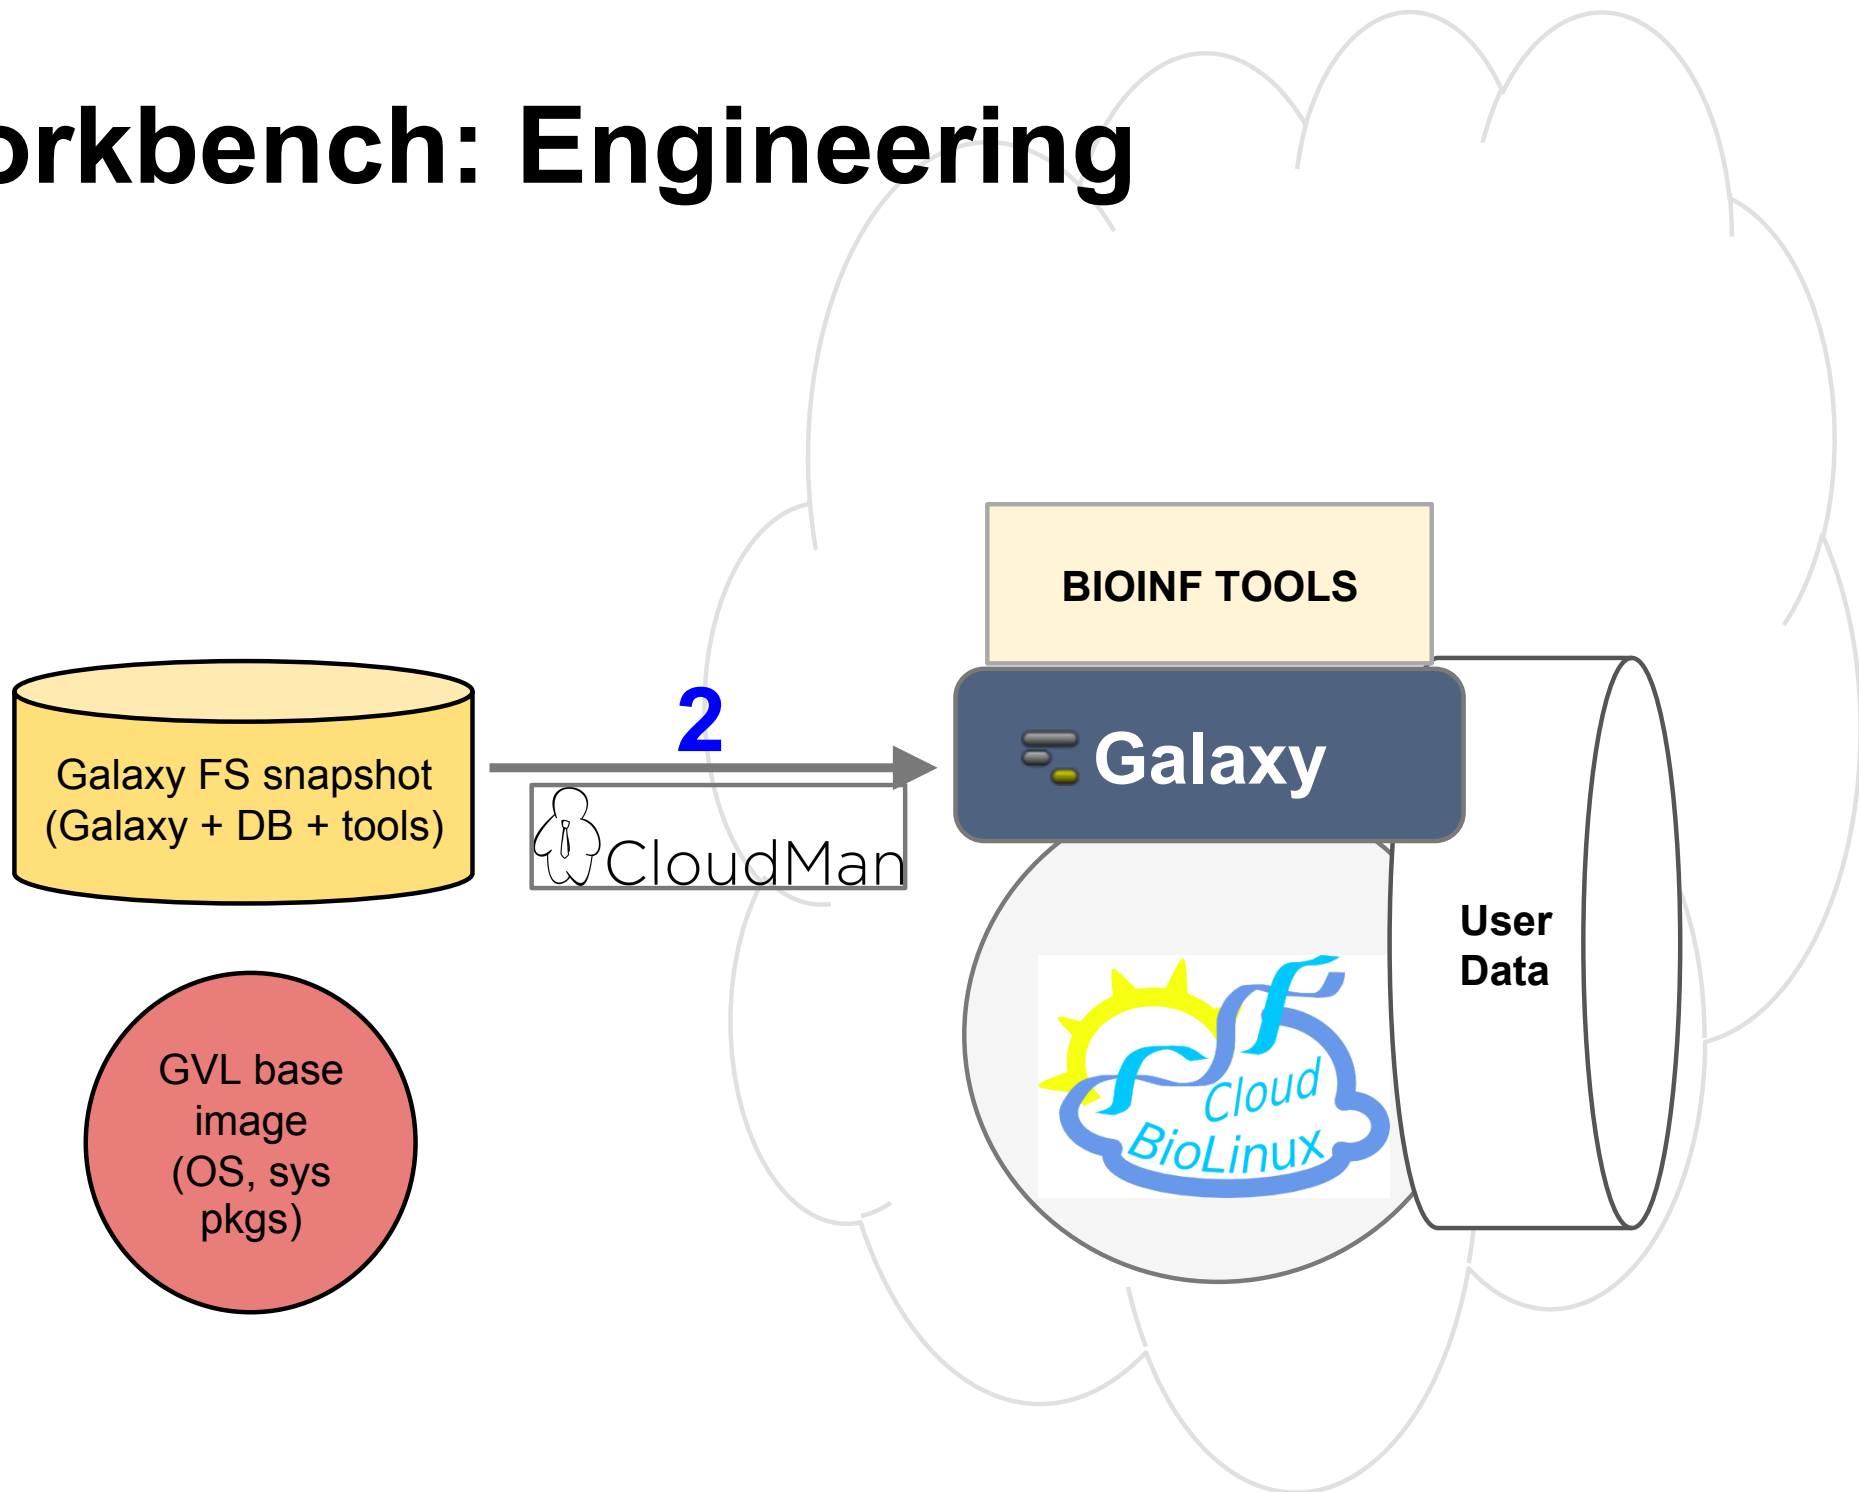 orkbench: Engineering
BIOINF TOOLS
Galaxy FS snapshot
(Galaxy + DB + tools)
2
CloudMan
Galaxy
User
Data
GVL base
image
(OS, sys
pkgs)
Cloud
BioLinux